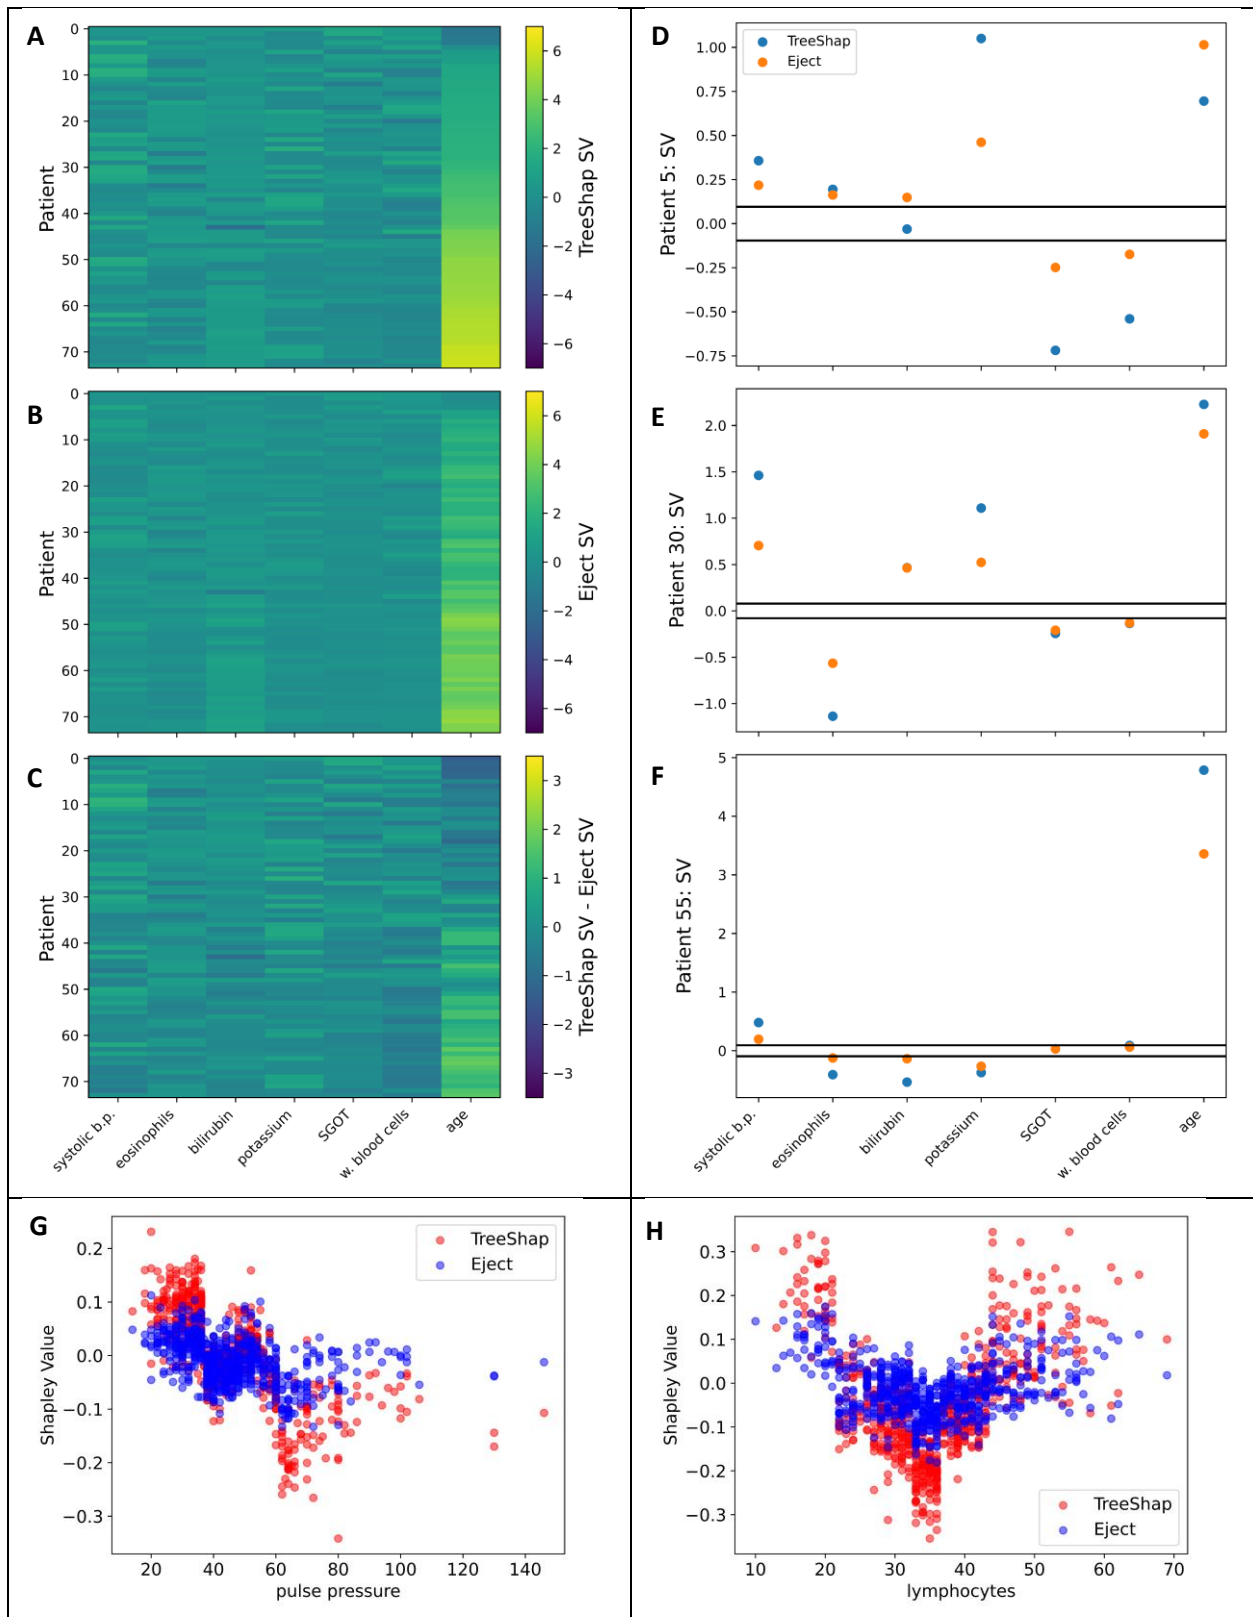 A
0
10
20
30
40
50
60
70
Patient
6
4
2
0
−2
−4
−6
TreeShap SV
B
0
10
20
30
40
50
60
70
Patient
6
4
2
0
−2
−4
−6
Eject SV
C
0
10
20
30
40
50
60
70
Patient
3
2
1
0
−1
−2
−3
TreeShap SV - Eject SV
systolic b.p.
eosinophils
bilirubin
potassium
SGOT
w. blood cells
age
D
TreeShap
Eject
1.00
0.75
0.50
0.25
0.00
−0.25
−0.50
−0.75
Patient 5: SV
E
2.0
1.5
1.0
0.5
0.0
−0.5
−1.0
Patient 30: SV
F
5
4
3
2
1
0
Patient 55: SV
systolic b.p.
eosinophils
bilirubin
potassium
SGOT
w. blood cells
age
G
TreeShap
Eject
0.2
0.1
0.0
−0.1
−0.2
−0.3
Shapley Value
20 40 60 80 100 120 140
pulse pressure
H
0.3
0.2
0.1
0.0
−0.1
−0.2
−0.3
Shapley Value
TreeShap
Eject
10 20 30 40 50 60 70
lymphocytes